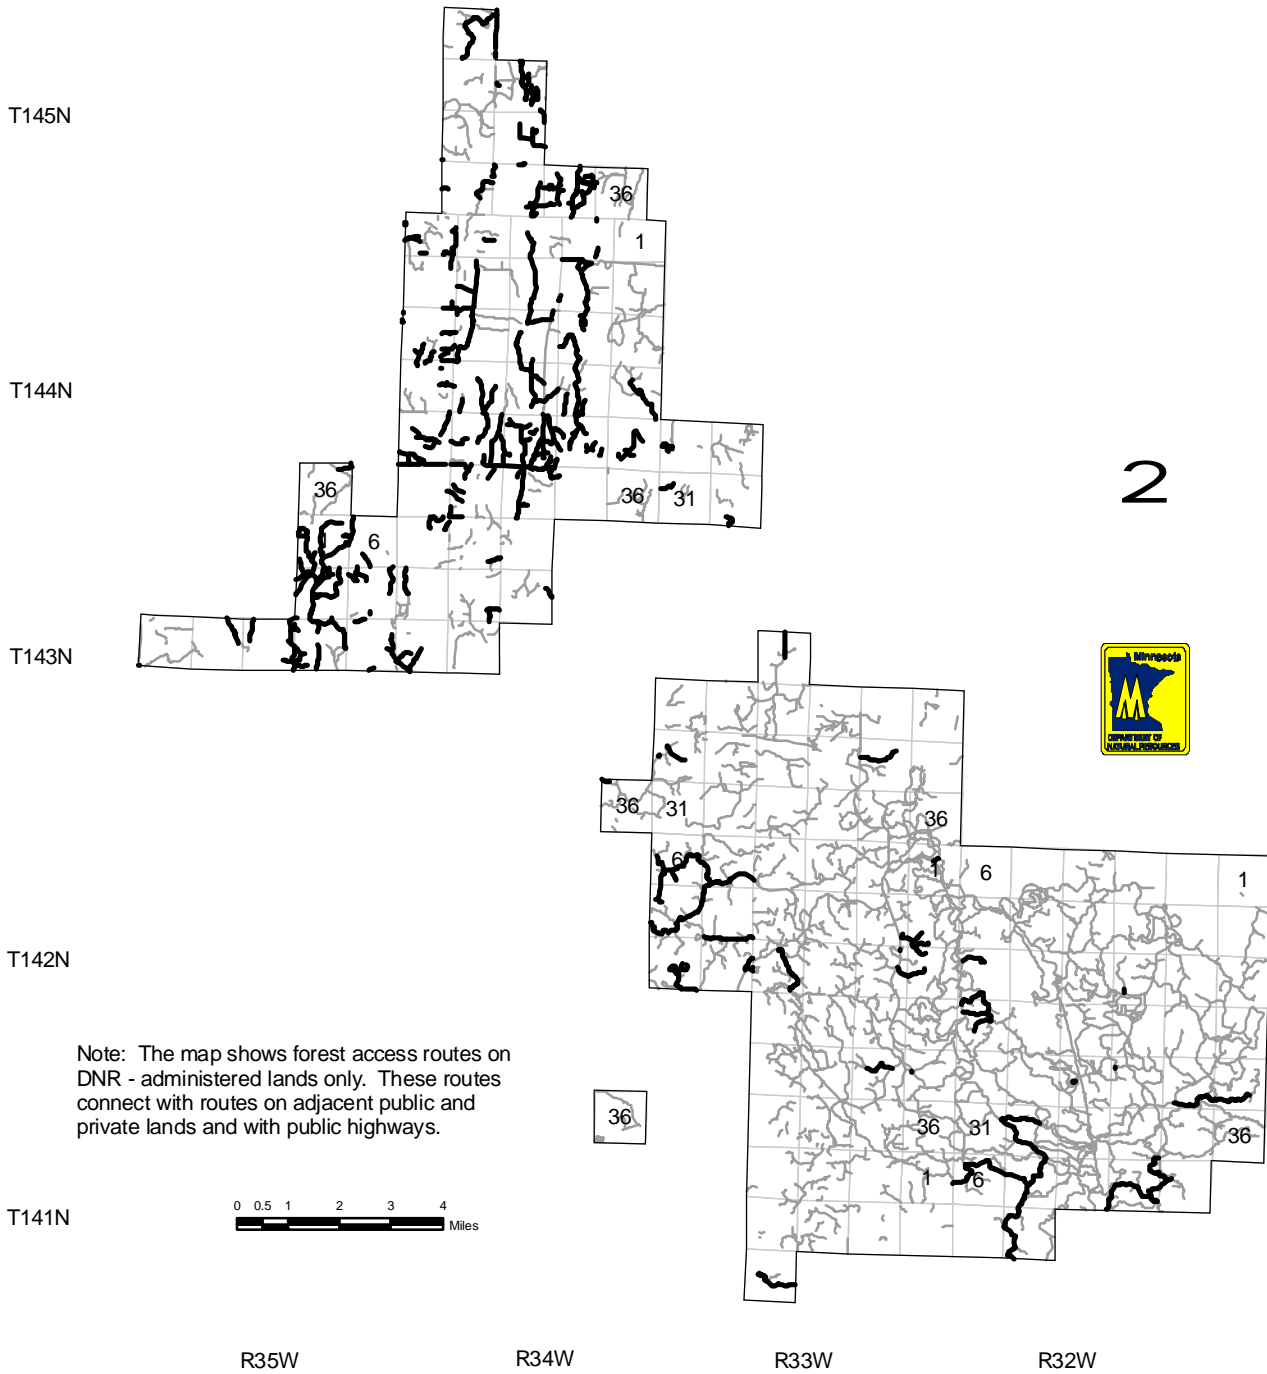 T145N
36
1
T144N
36
36
31
2
6
T143N
Minnesota
DEPARTMENT OF
NATURAL RESOURCES
36
31
36
6
1
6
1
T142N
Note: The map shows forest access routes on
DNR - administered lands only. These routes
connect with routes on adjacent public and
private lands and with public highways.
36
36
31
36
1
6
T141N
0 0.5 1 2 3 4
Miles
R35W
R34W
R33W
R32W